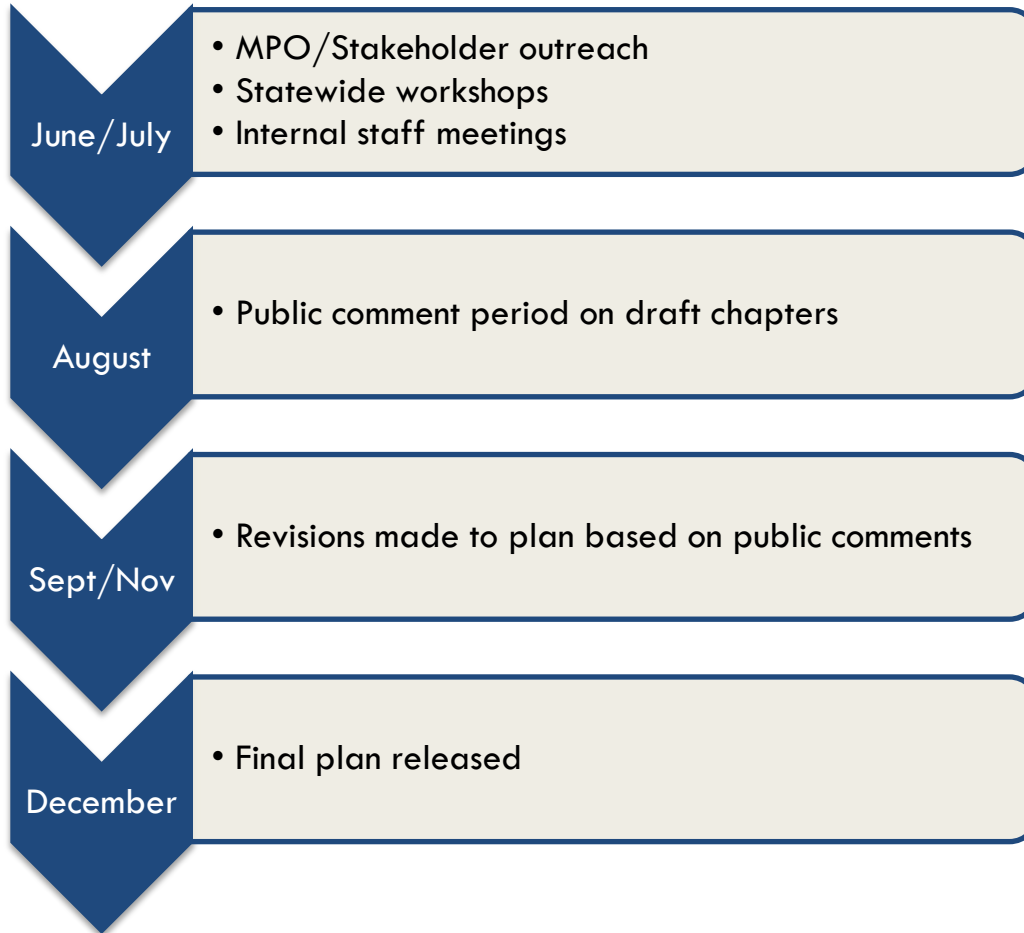 June/July
• MPO/Stakeholder outreach
• Statewide workshops
• Internal staff meetings
August
• Public comment period on draft chapters
Sept/Nov
• Revisions made to plan based on public comments
December
• Final plan released